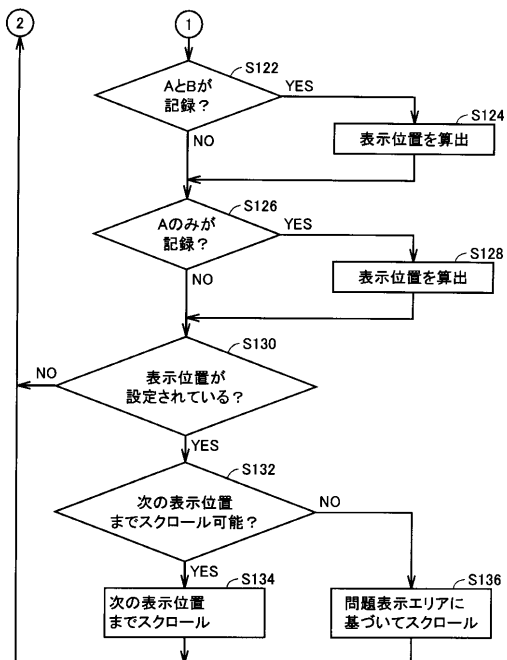 2
1
S122
AとBが
記録？
YES
NO
S124
表示位置を算出
S126
Aのみが
記録？
YES
NO
S128
表示位置を算出
S130
表示位置が
設定されている？
NO
YES
S132
次の表示位置
までスクロール可能？
NO
YES
S134
次の表示位置
までスクロール
S136
問題表示エリアに
基づいてスクロール